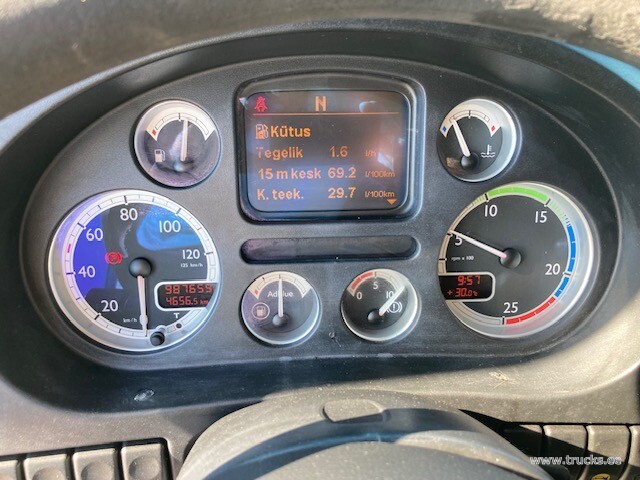 N
Kütus
Tegelik 1.6 l/h
15 m kesk 69.2 l/100km
K. teek. 29.7 l/100km
80
60 100
40 120
125 km/h
20
km/h
987655
4656.5 km
T
AdBlue
0 5 10
10 15
5
rpm x 100
20
25
9:57
+30.0°c
www.trucks.ee